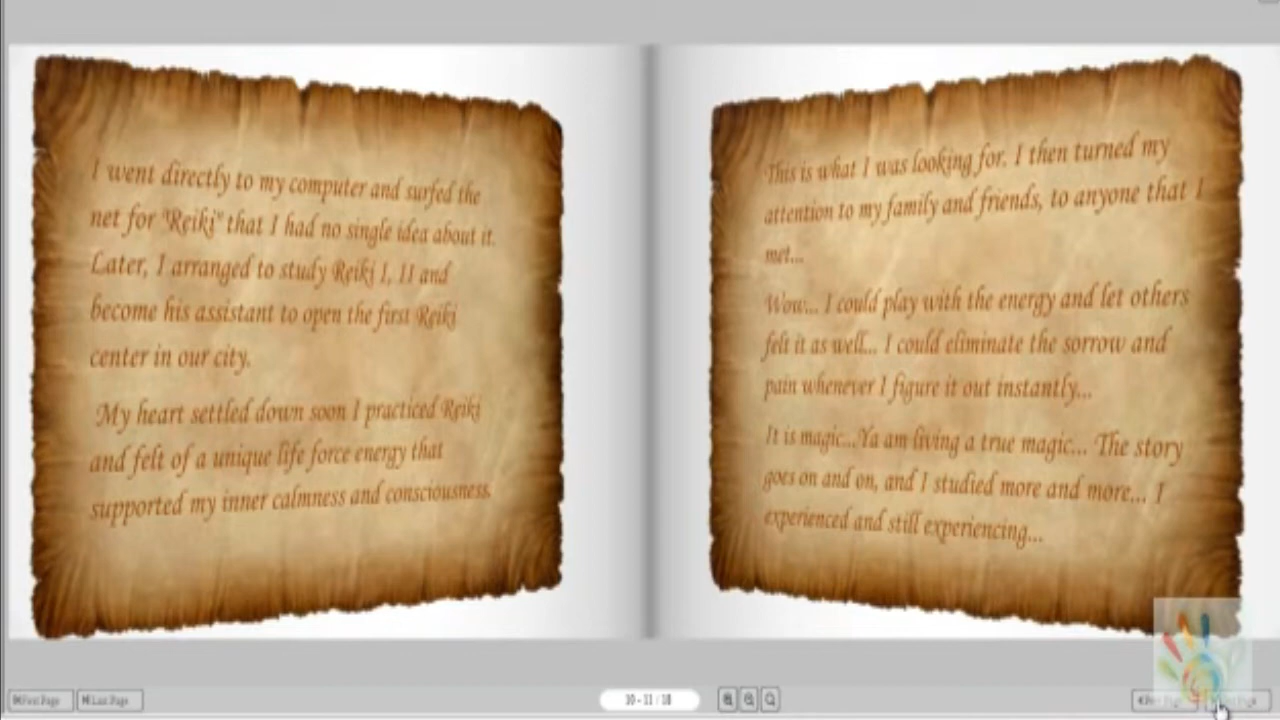 I went directly to my computer and surfed the
net for "Reiki" that I had no single idea about it.
Later, I arranged to study Reiki I, II and
become his assistant to open the first Reiki
center in our city.
My heart settled down soon I practiced Reiki
and felt of a unique life force energy that
supported my inner calmness and consciousness.
This is what I was looking for. I then turned my
attention to my family and friends, to anyone that I
met...
Wow... I could play with the energy and let others
felt it as well... I could eliminate the sorrow and
pain whenever I figure it out instantly...
It is magic...Ya am living a true magic... The story
goes on and on, and I studied more and more... I
experienced and still experiencing...
First Page
Last Page
10 - 11 / 18